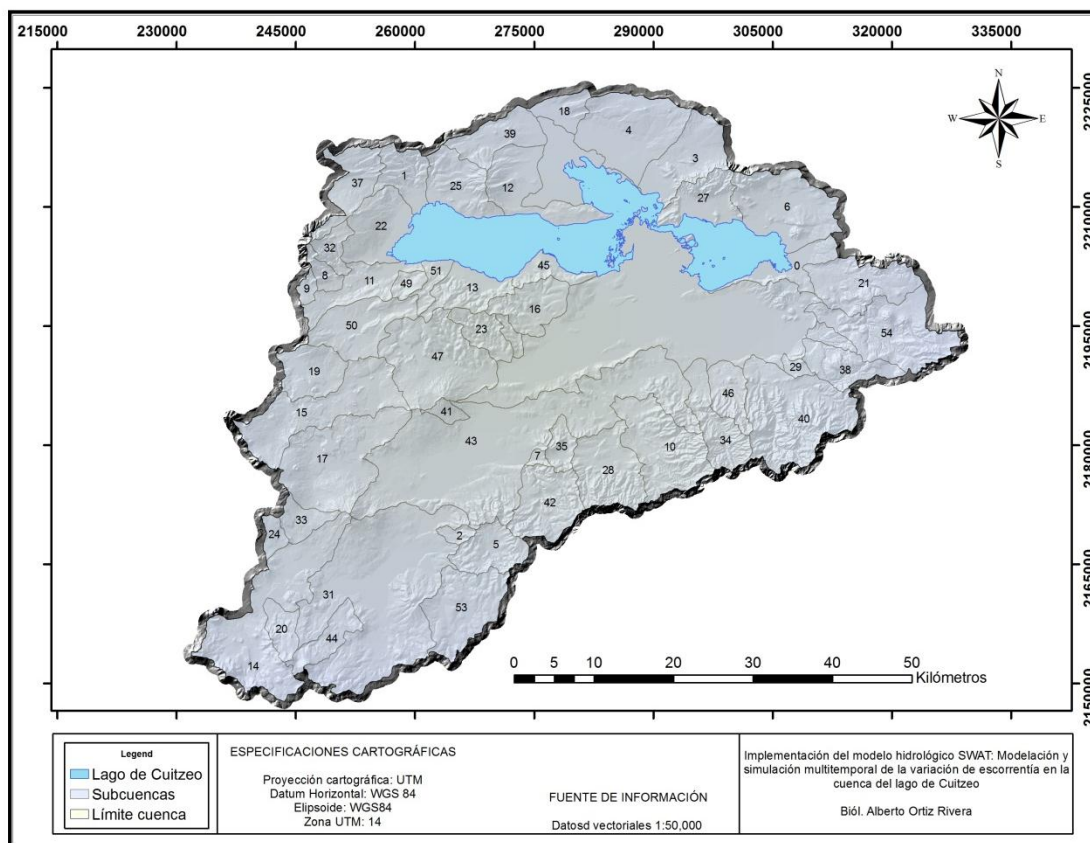 215000 230000 245000 260000 275000 290000 305000 320000 335000
N
W E
S
2225000
2210000
2195000
2180000
2165000
2150000
18
39 4
3
37 1 25 12
27
6
22
32
8
9 11 49 51 13 45
0
21
16
50 23
54
47
19
29 38
46
15 41
40
43
17 7 35 10 34
28
42
33
24 2 5
31
53
20
44
14
0 5 10 20 30 40 50
Kilómetros
Legend
Lago de Cuitzeo
Subcuencas
Límite cuenca
ESPECIFICACIONES CARTOGRÁFICAS
Proyección cartográfica: UTM
Datum Horizontal: WGS 84
Elipsoide: WGS84
Zona UTM: 14
FUENTE DE INFORMACIÓN
Datosd vectoriales 1:50,000
Implementación del modelo hidrológico SWAT: Modelación y
simulación multitemporal de la variación de escorrentía en la
cuenca del lago de Cuitzeo
Biól. Alberto Ortiz Rivera